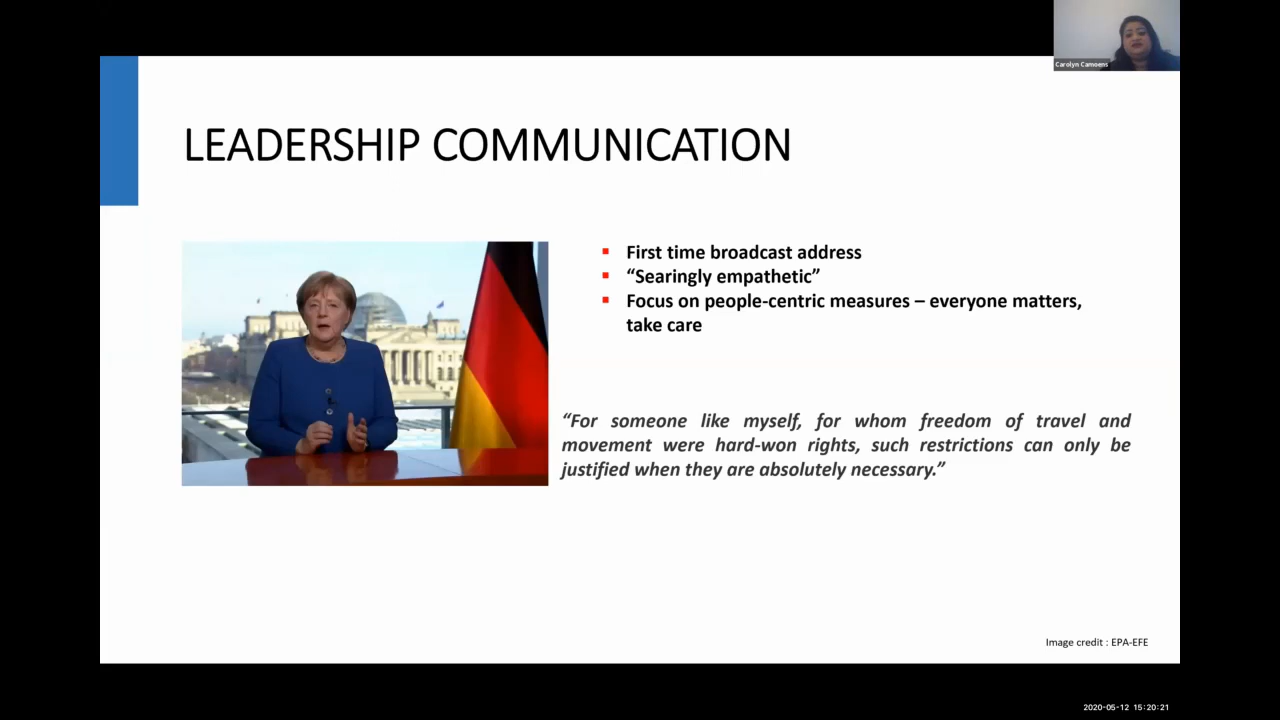 Carolyn Camoens
LEADERSHIP COMMUNICATION
First time broadcast address
“Searingly empathetic”
Focus on people-centric measures – everyone matters,
take care
“For someone like myself, for whom freedom of travel and
movement were hard-won rights, such restrictions can only be
justified when they are absolutely necessary.”
Image credit : EPA-EFE
2020-05-12 15:20:21